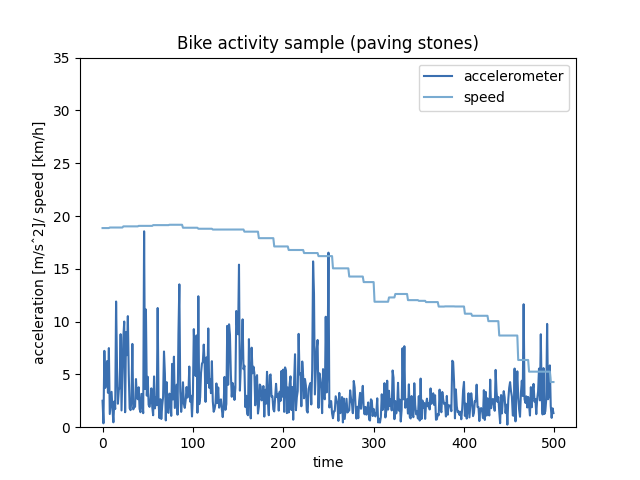 Bike activity sample (paving stones)
accelerometer
speed
acceleration [m/s^2]/ speed [km/h]
35
30
25
20
15
10
5
0
0 100 200 300 400 500
time